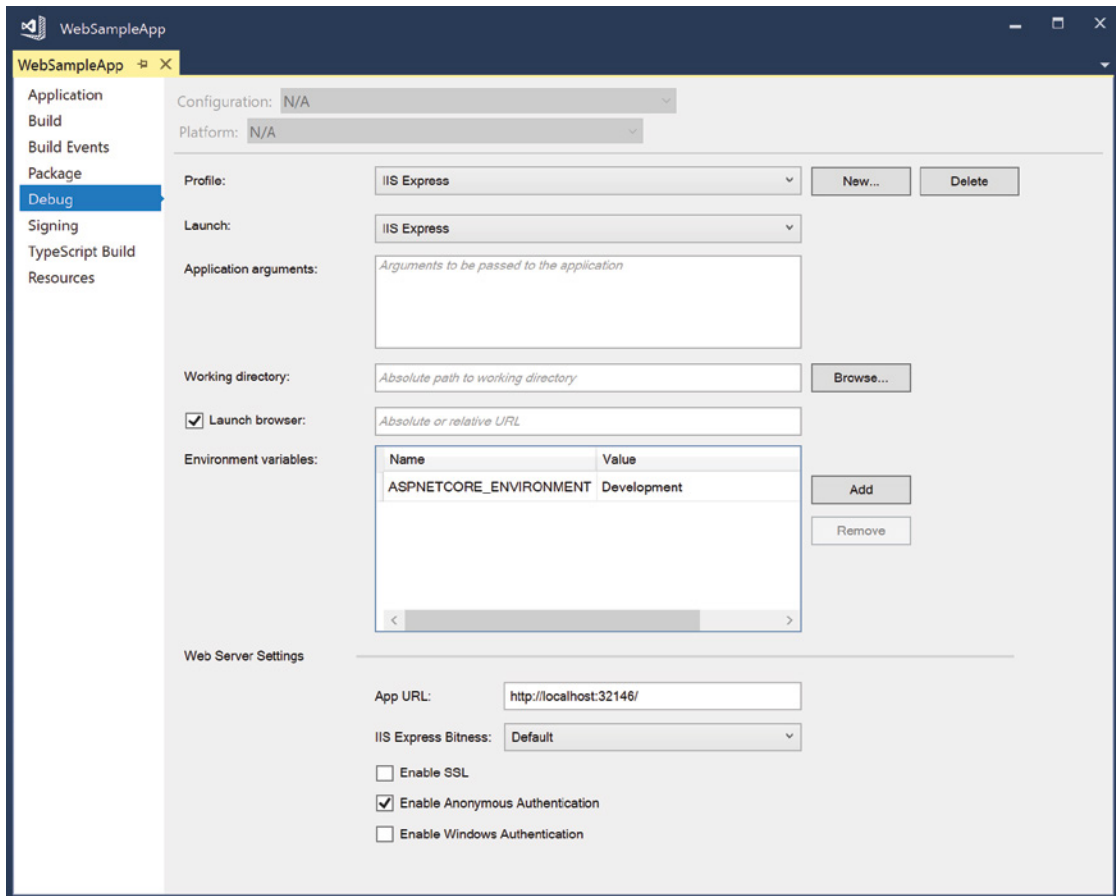 WebSampleApp
WebSampleApp
Application
Build
Build Events
Package
Debug
Signing
TypeScript Build
Resources
Configuration: N/A
Platform: N/A
Profile: IIS Express New... Delete
Launch: IIS Express
Application arguments: Arguments to be passed to the application
Working directory: Absolute path to working directory Browse...
Launch browser: Absolute or relative URL
Environment variables: Name Value
ASPNETCORE_ENVIRONMENT Development Add
Remove
Web Server Settings
App URL: http://localhost:32146/
IIS Express Bitness: Default
Enable SSL
Enable Anonymous Authentication
Enable Windows Authentication